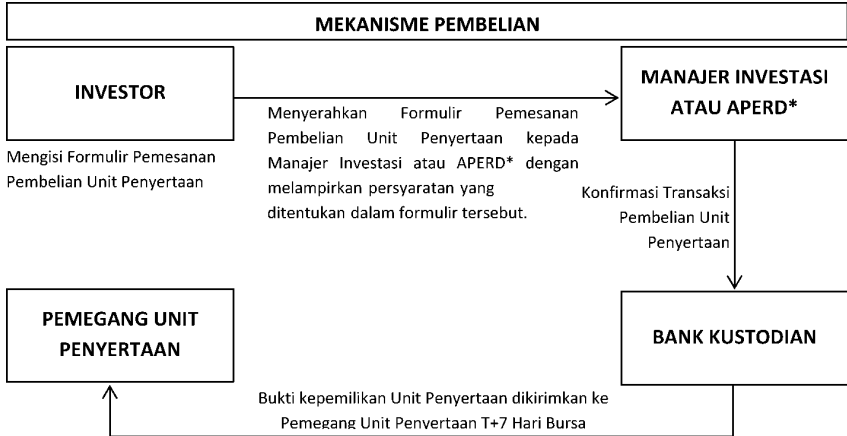 MEKANISME PEMBELIAN
INVESTOR
MANAJER INVESTASI
ATAU APERD*
Mengisi Formulir Pemesanan
Pembelian Unit Penyertaan
Menyerahkan Formulir Pemesanan
Pembelian Unit Penyertaan kepada
Manajer Investasi atau APERD* dengan
melampirkan persyaratan yang
ditentukan dalam formulir tersebut.
Konfirmasi Transaksi
Pembelian Unit
Penyertaan
PEMEGANG UNIT
PENYERTAAN
BANK KUSTODIAN
Bukti kepemilikan Unit Penyertaan dikirimkan ke
Pemegang Unit Penyertaan T+7 Hari Bursa